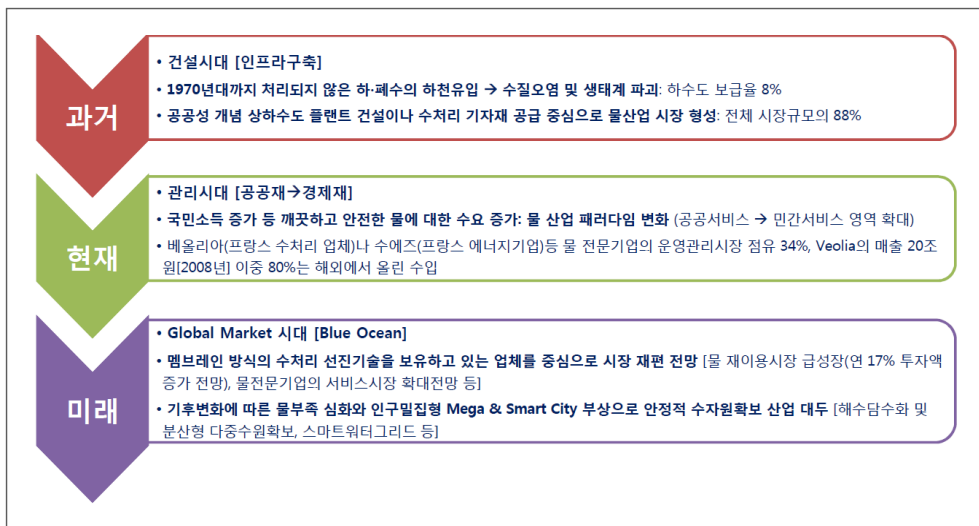 과거
• 건설시대 [인프라구축]
• 1970년대까지 처리되지 않은 하·폐수의 하천유입 → 수질오염 및 생태계 파괴: 하수도 보급율 8%
• 공공성 개념 상하수도 플랜트 건설이나 수처리 기자재 공급 중심으로 물산업 시장 형성: 전체 시장규모의 88%
현재
• 관리시대 [공공재→경제재]
• 국민소득 증가 등 깨끗하고 안전한 물에 대한 수요 증가: 물 산업 패러다임 변화 (공공서비스 → 민간서비스 영역 확대)
• 베올리아(프랑스 수처리 업체)나 수에즈(프랑스 에너지기업)등 물 전문기업의 운영관리시장 점유 34%, Veolia의 매출 20조
원[2008년] 이중 80%는 해외에서 올린 수입
미래
• Global Market 시대 [Blue Ocean]
• 멤브레인 방식의 수처리 선진기술을 보유하고 있는 업체를 중심으로 시장 재편 전망 [물 재이용시장 급성장(연 17% 투자액
증가 전망), 물전문기업의 서비스시장 확대전망 등]
• 기후변화에 따른 물부족 심화와 인구밀집형 Mega & Smart City 부상으로 안정적 수자원확보 산업 대두 [해수담수화 및
분산형 다중수원확보, 스마트워터그리드 등]